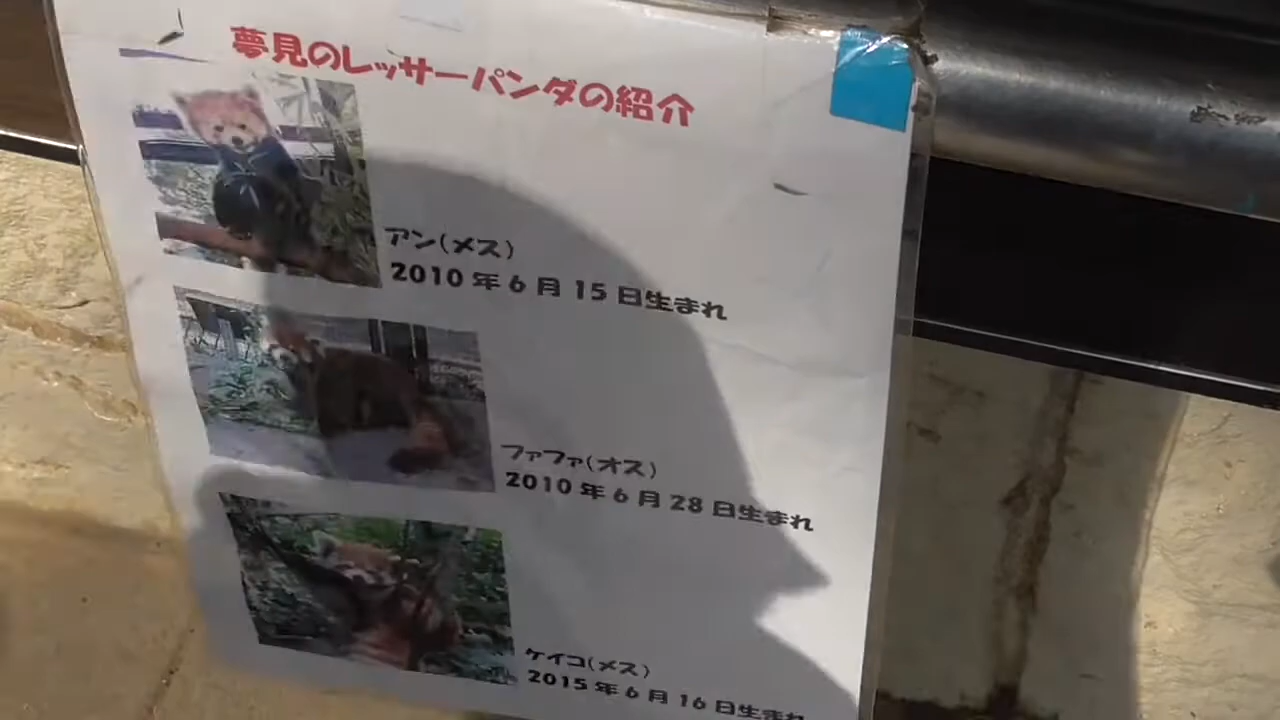 夢見のレッサーパンダの紹介
アン(メス)
2010年6月15日生まれ
ファファ(オス)
2010年6月28日生まれ
ケイコ(メス)
2015年6月16日生まれ